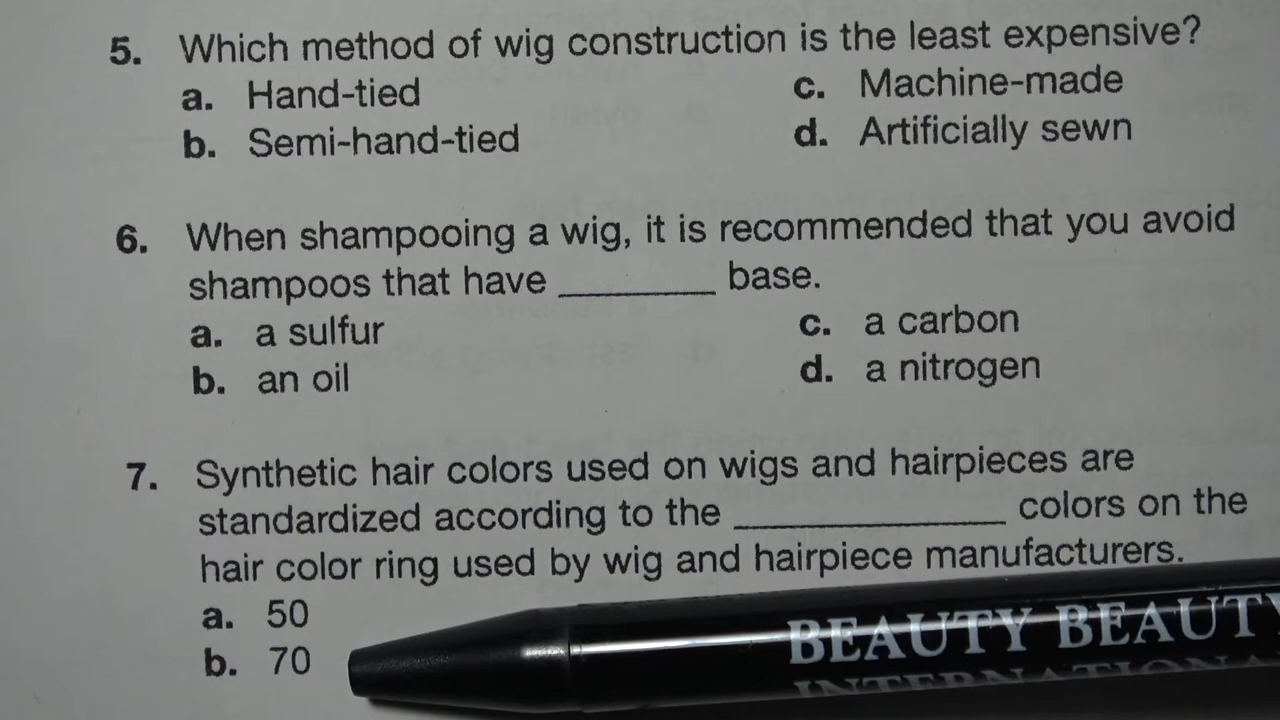 5. Which method of wig construction is the least expensive?
a. Hand-tied
b. Semi-hand-tied
c. Machine-made
d. Artificially sewn
6. When shampooing a wig, it is recommended that you avoid
shampoos that have ________ base.
a. a sulfur
b. an oil
c. a carbon
d. a nitrogen
7. Synthetic hair colors used on wigs and hairpieces are
standardized according to the ______________ colors on the
hair color ring used by wig and hairpiece manufacturers.
a. 50
b. 70
BEAUTY BEAUTY
INTERNATIONA